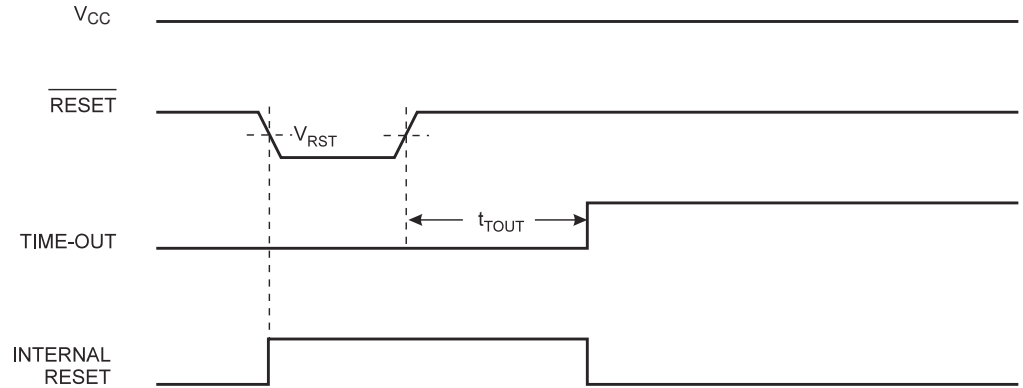 VCC
RESET
VRST
tTOUT
TIME-OUT
INTERNAL
RESET